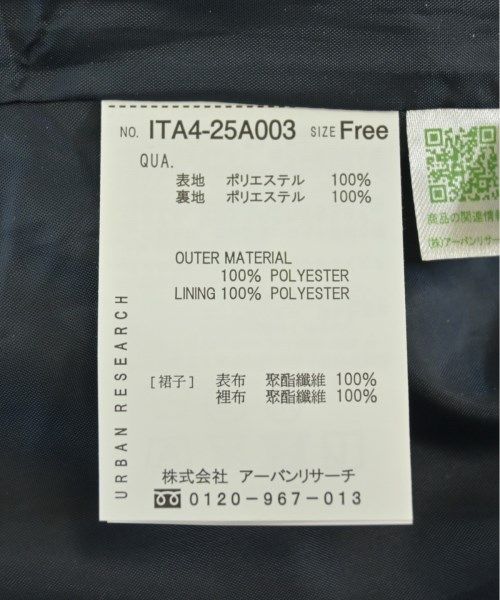 NO. ITA4-25A003 SIZE Free
QUA.
表地 ポリエステル 100%
裏地 ポリエステル 100%
OUTER MATERIAL
100% POLYESTER
LINING 100% POLYESTER
[裙子] 表布 聚酯纖維 100%
裡布 聚酯纖維 100%
URBAN RESEARCH
株式会社 アーバンリサーチ
0120-967-013
商品の関連情
(株)アーバンリサー